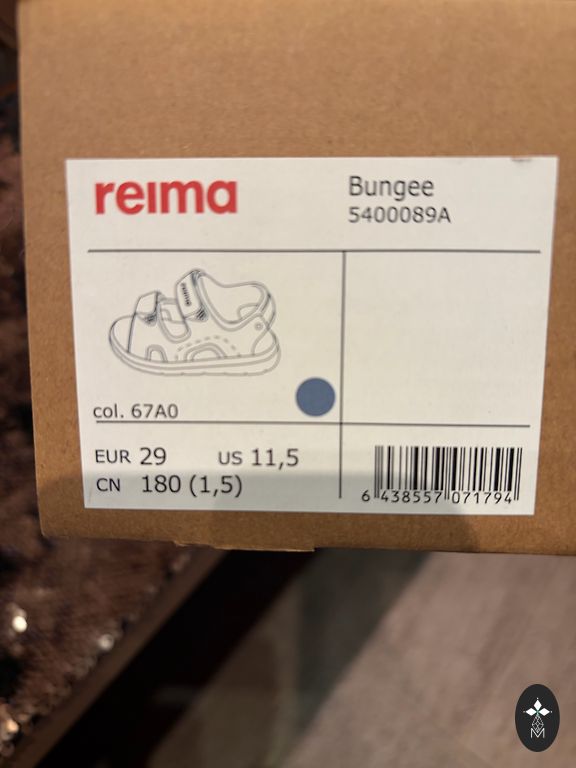 reima
Bungee
5400089A
col. 67A0
EUR 29 US 11,5
CN 180 (1,5)
6 438557 071794
M